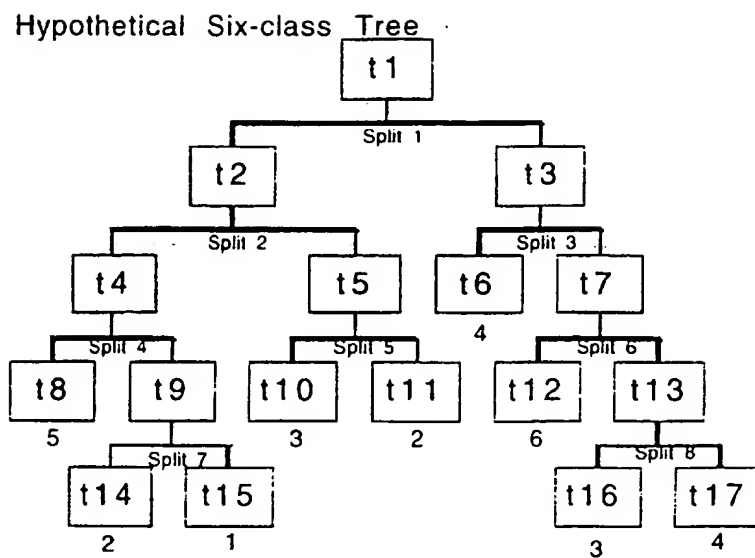 Hypothetical Six-class Tree
t1
Split 1
t2 t3
Split 2 Split 3
t4 t5 t6 t7
4
Split 4 Split 5 Split 6
t8 t9 t10 t11 t12 t13
5 3 2 6
Split 7 Split 8
t14 t15 t16 t17
2 1 3 4